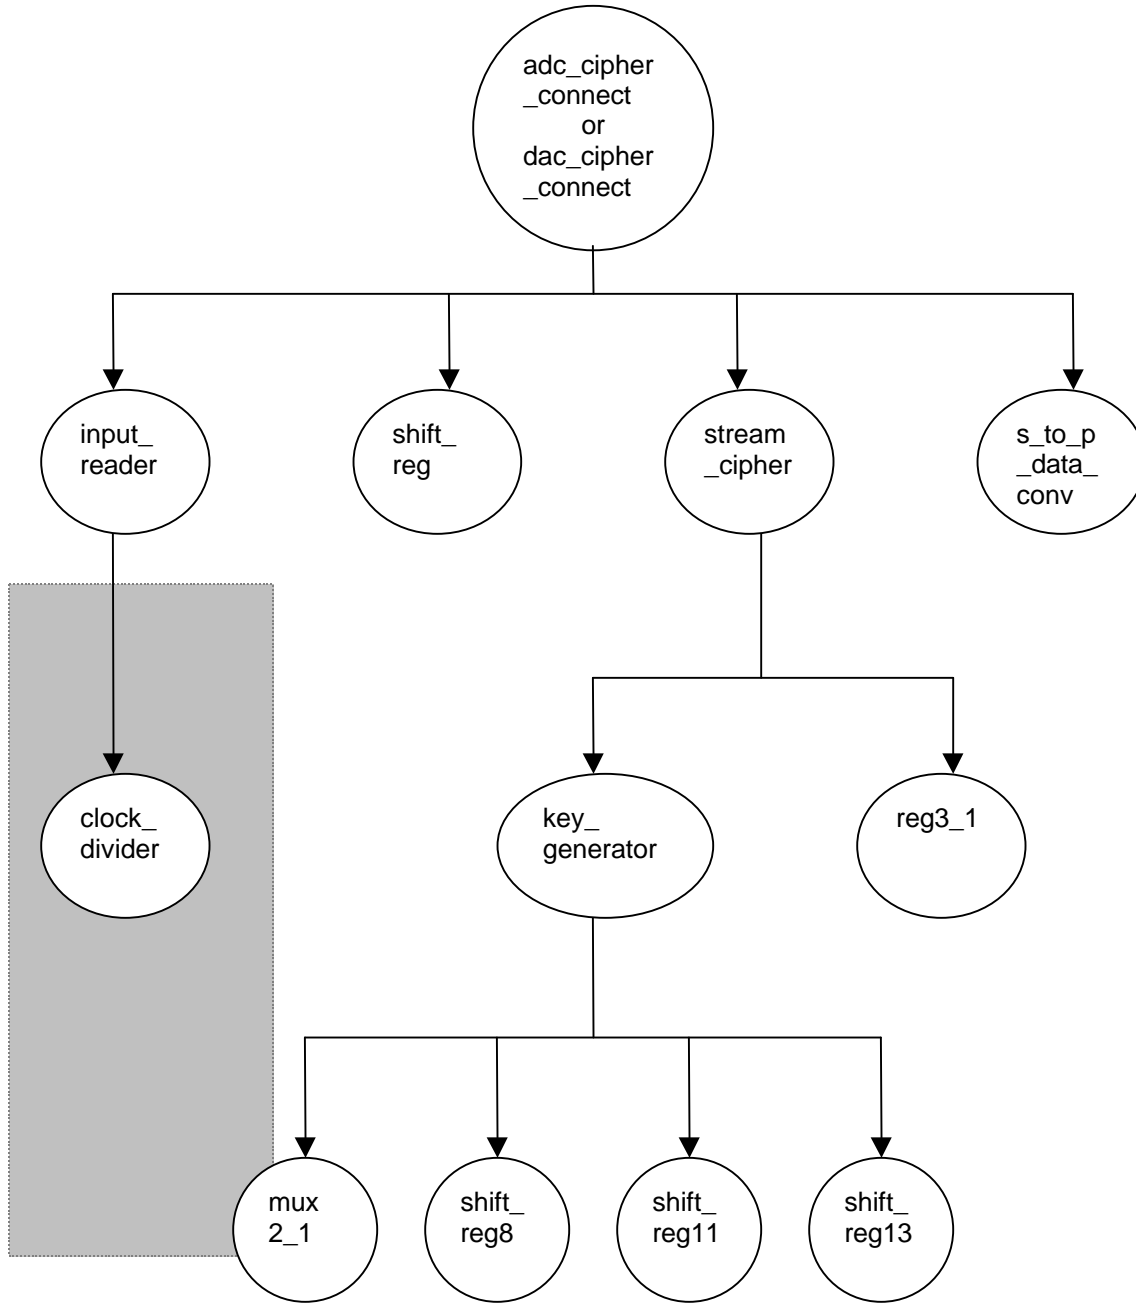 adc_cipher
_connect
or
dac_cipher
_connect
input_
reader
shift_
reg
stream
_cipher
s_to_p
_data_
conv
clock_
divider
key_
generator
reg3_1
mux
2_1
shift_
reg8
shift_
reg11
shift_
reg13